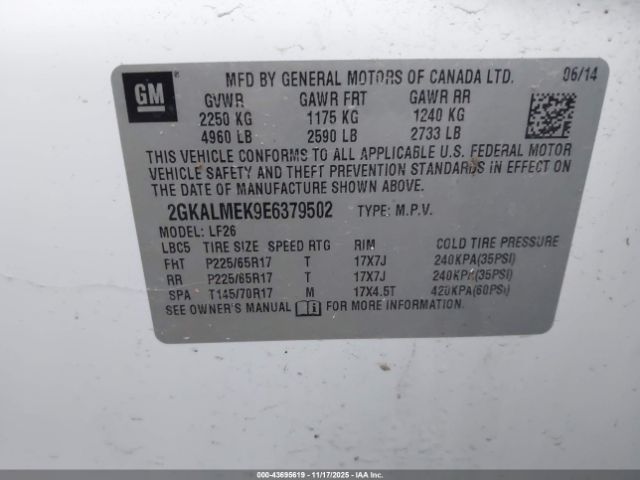 GM
MFD BY GENERAL MOTORS OF CANADA LTD. 06/14
GVWR GAWR FRT GAWR RR
2250 KG 1175 KG 1240 KG
4960 LB 2590 LB 2733 LB
THIS VEHICLE CONFORMS TO ALL APPLICABLE U.S. FEDERAL MOTOR
VEHICLE SAFETY AND THEFT PREVENTION STANDARDS IN EFFECT ON
THE DATE OF MANUFACTURE SHOWN ABOVE.
2GKALMEK9E6379502 TYPE: M.P.V.
MODEL: LF26
LBC5 TIRE SIZE SPEED RTG RIM COLD TIRE PRESSURE
FHT P225/65R17 T 17X7J 240KPA(35PSI)
RR P225/65R17 T 17X7J 240KPA(35PSI)
SPA T145/70R17 M 17X4.5T 420KPA(60PSI)
SEE OWNER'S MANUAL FOR MORE INFORMATION.
000-43695619 | 11/17/2025 - IAAI.COM